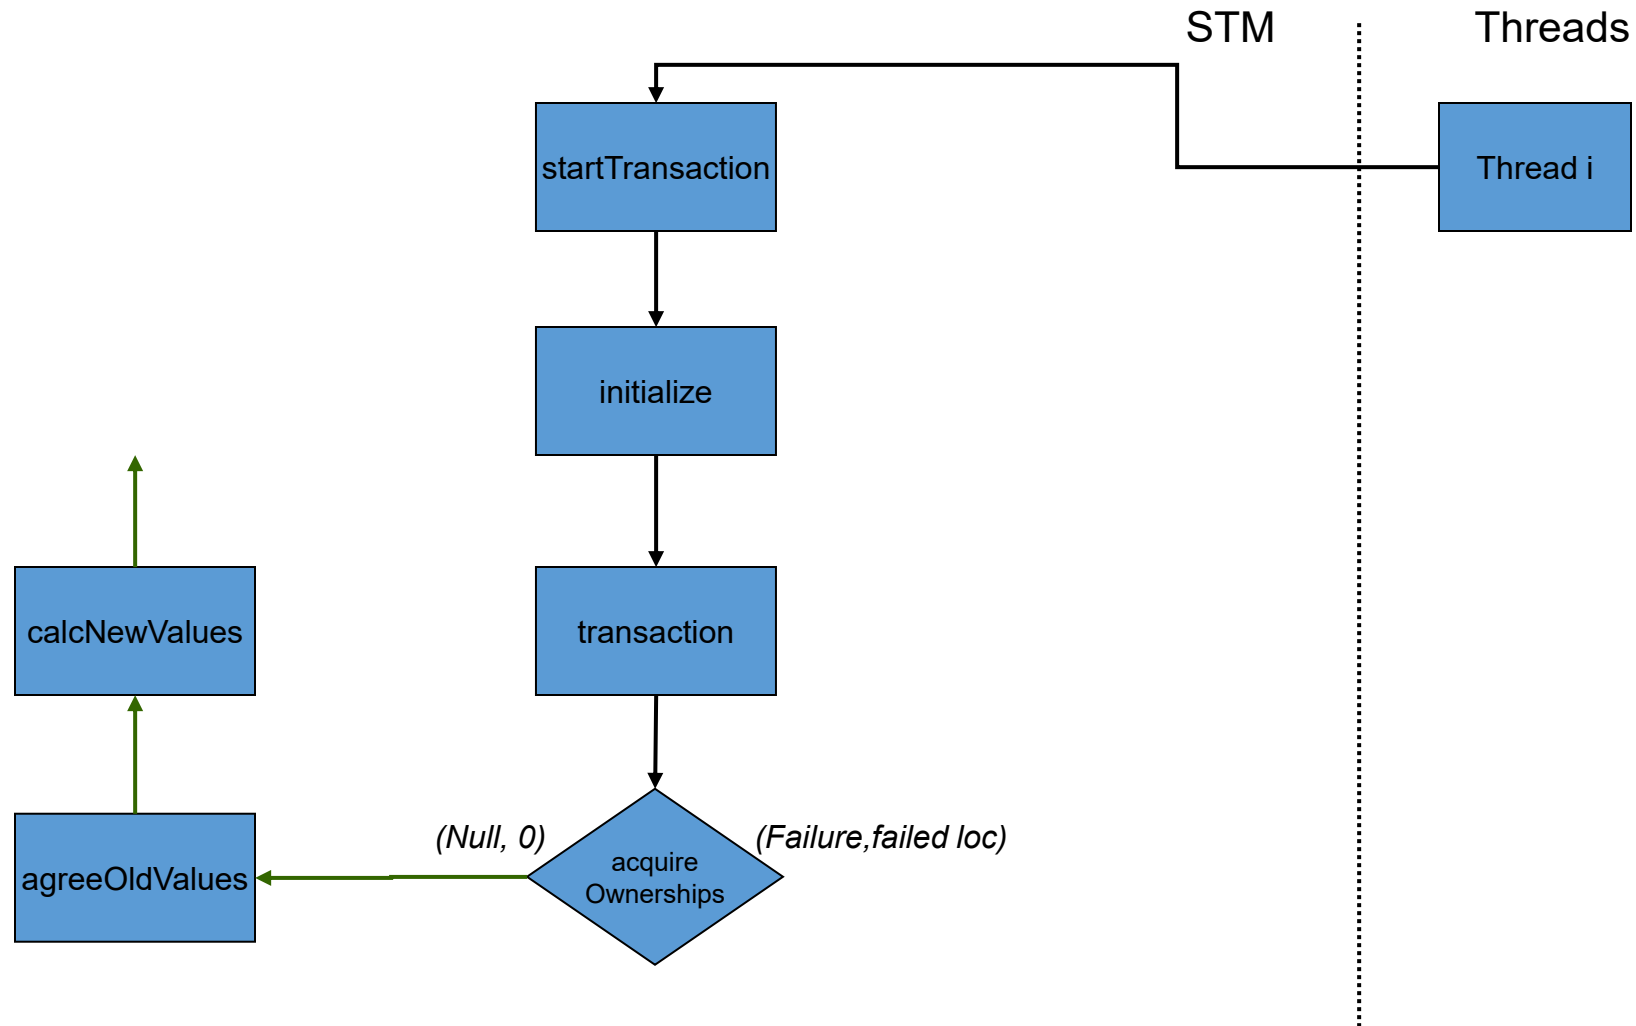 STM
Threads
startTransaction
Thread i
initialize
calcNewValues
transaction
(Null, 0)
(Failure,failed loc)
agreeOldValues
acquire
Ownerships